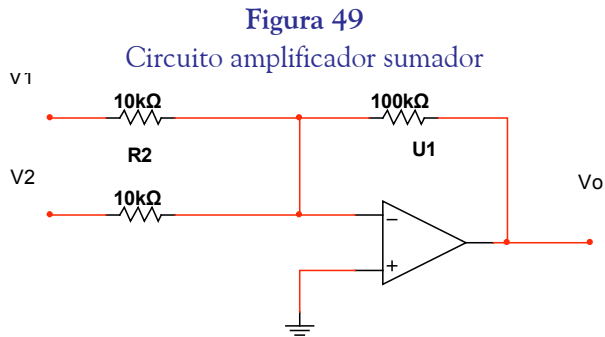 Figura 49
Circuito amplificador sumador
V1
10kΩ
100kΩ
R2
U1
V2
10kΩ
Vo
−
+